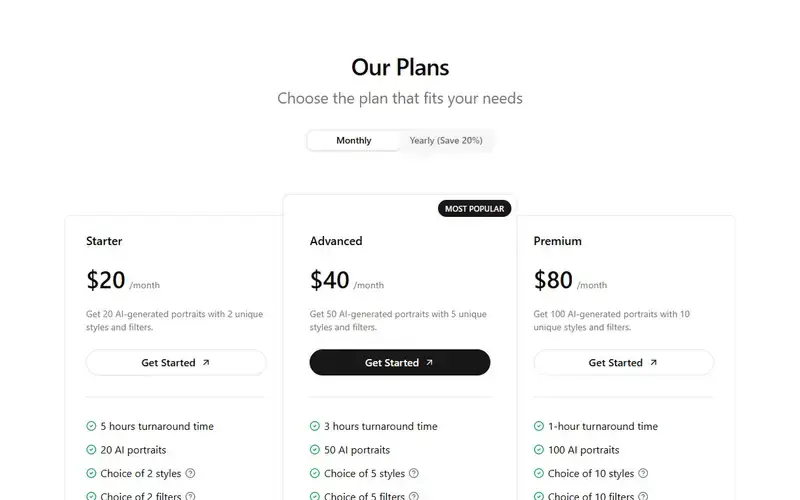 Our Plans
Choose the plan that fits your needs
Monthly
Yearly (Save 20%)
Starter
$20 /month
Get 20 AI-generated portraits with 2 unique
styles and filters.
Get Started
5 hours turnaround time
20 AI portraits
Choice of 2 styles
Choice of 2 filters
MOST POPULAR
Advanced
$40 /month
Get 50 AI-generated portraits with 5 unique
styles and filters.
Get Started
3 hours turnaround time
50 AI portraits
Choice of 5 styles
Choice of 5 filters
Premium
$80 /month
Get 100 AI-generated portraits with 10
unique styles and filters.
Get Started
1-hour turnaround time
100 AI portraits
Choice of 10 styles
Choice of 10 filters